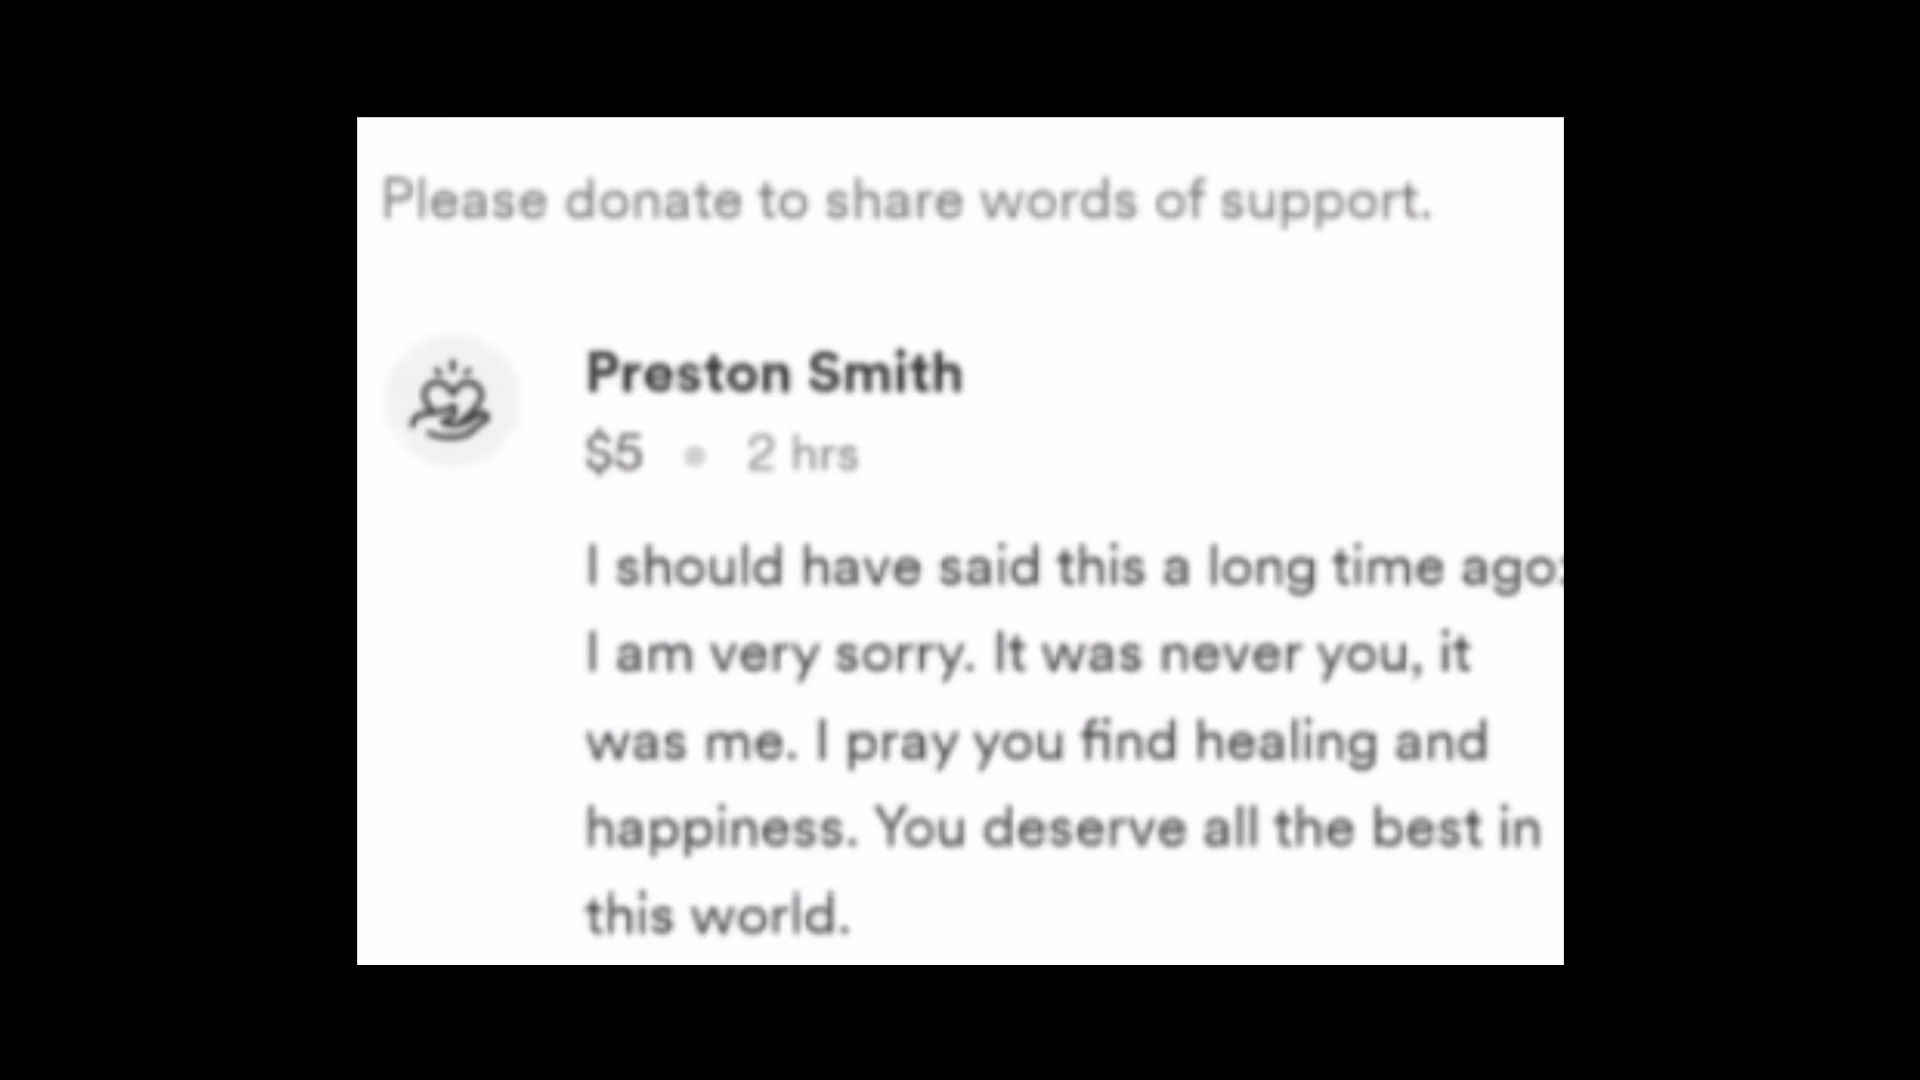 Please donate to share words of support.
Preston Smith
$5 • 2 hrs
I should have said this a long time ago:
I am very sorry. It was never you, it
was me. I pray you find healing and
happiness. You deserve all the best in
this world.